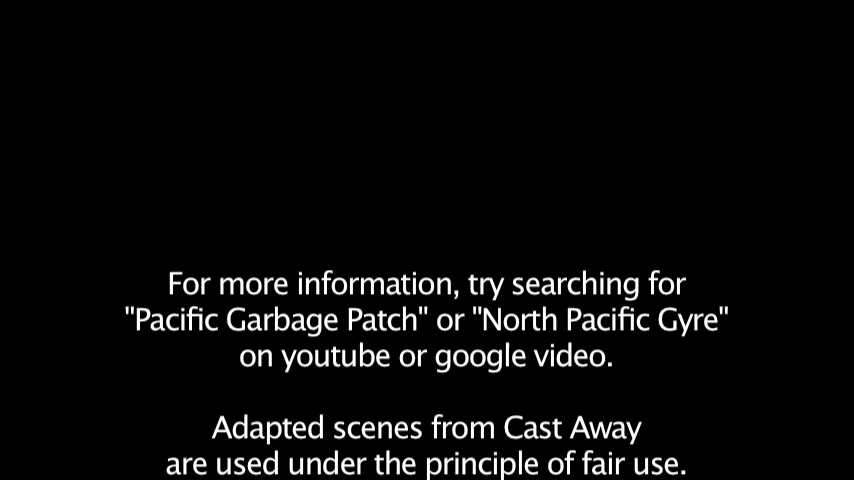 For more information, try searching for
"Pacific Garbage Patch" or "North Pacific Gyre"
on youtube or google video.
Adapted scenes from Cast Away
are used under the principle of fair use.